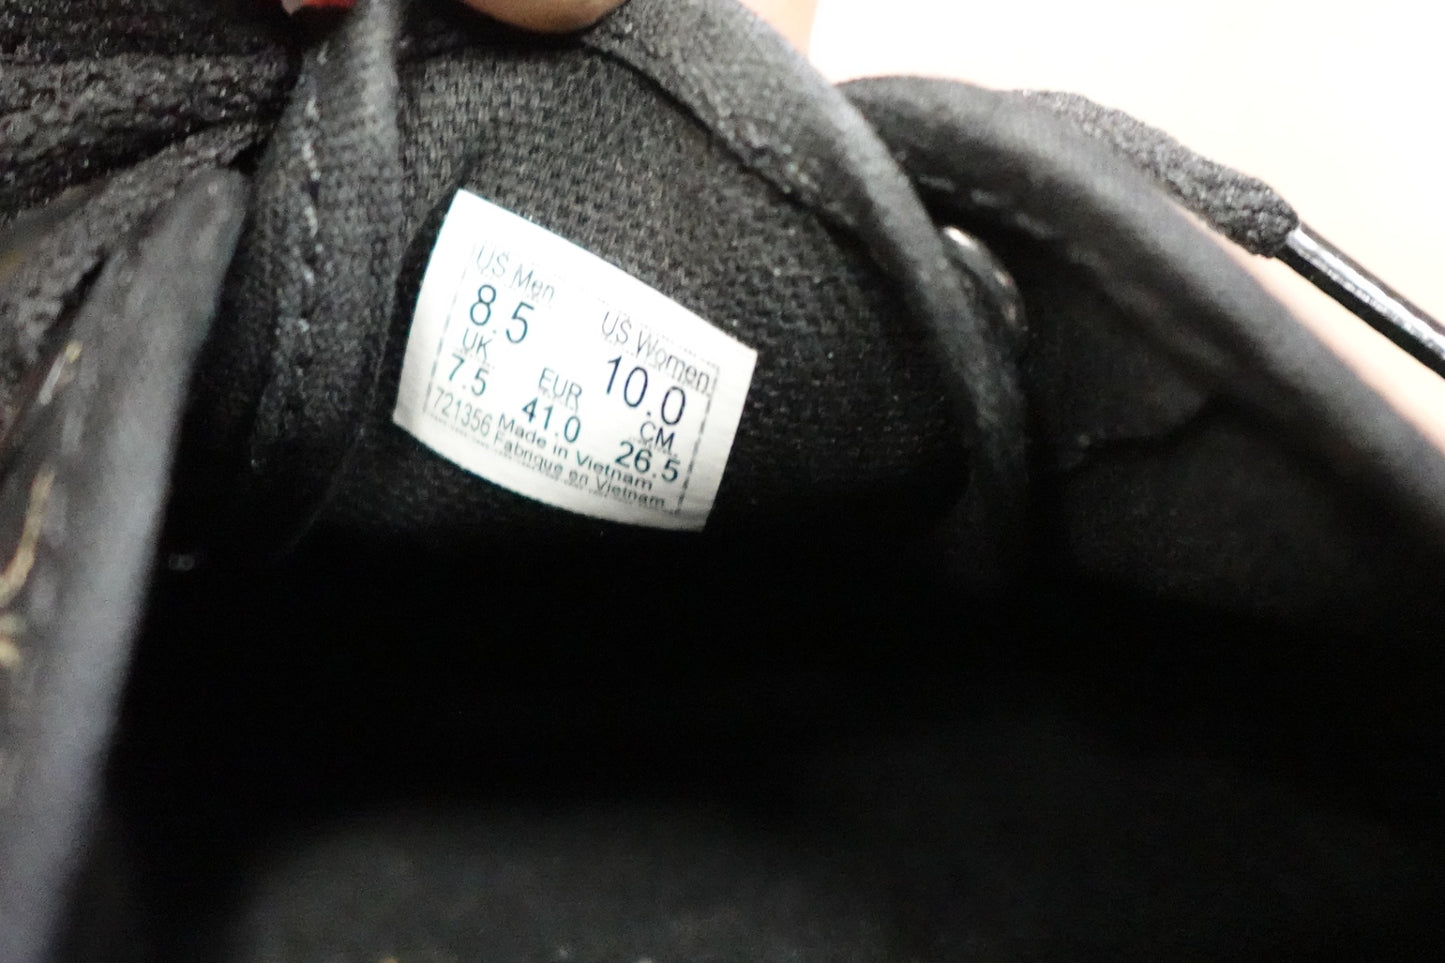 US Men
8.5
US Women
10.0
UK
7.5
EUR
41.0
CM
26.5
721356
Made in Vietnam
Fabrique en Vietnam